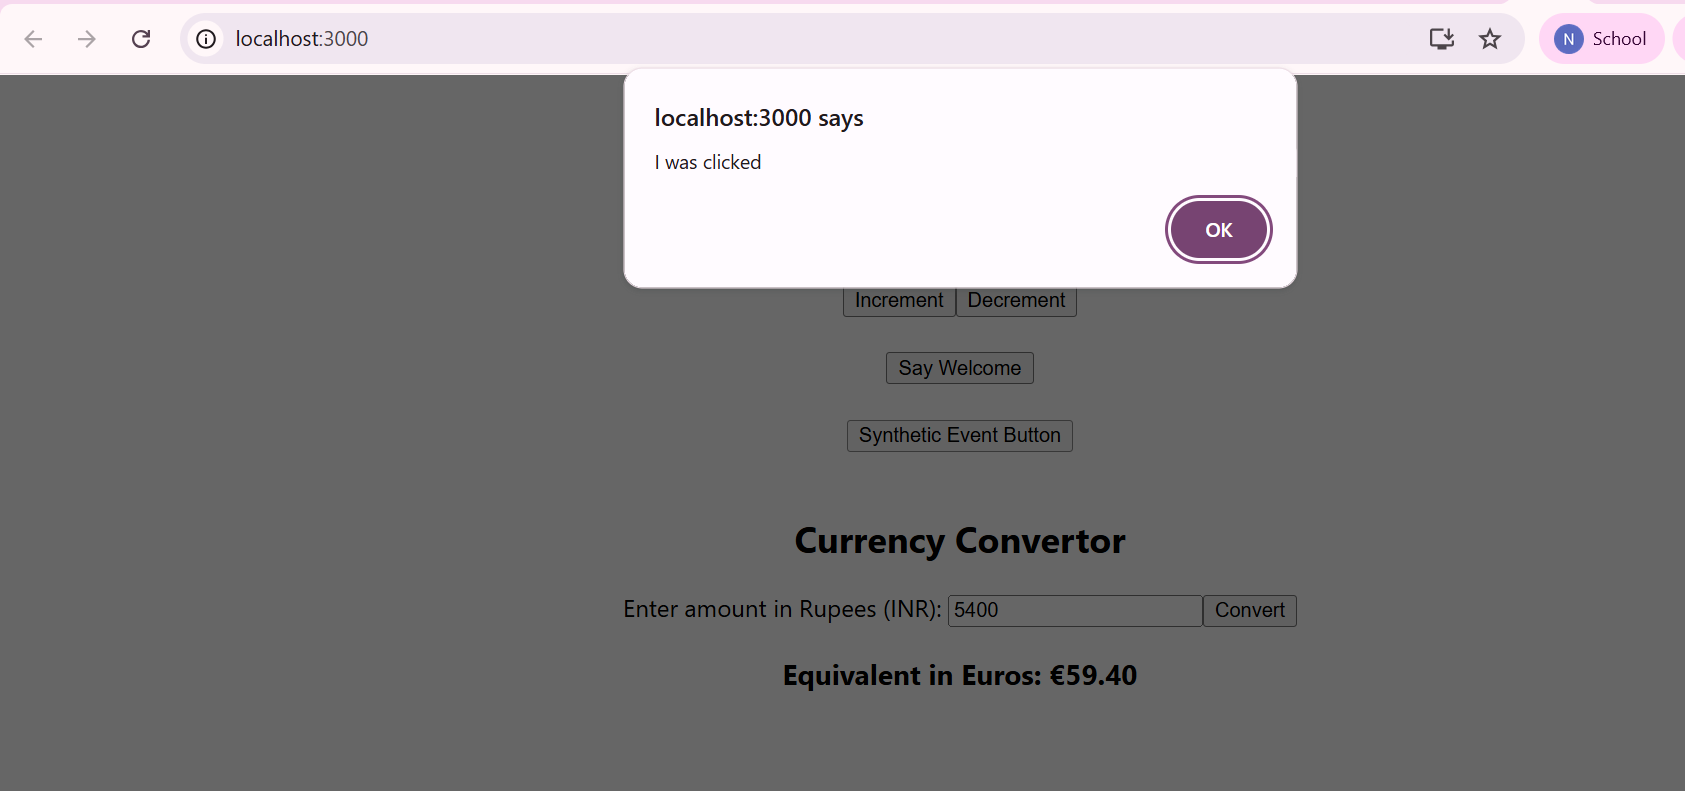 localhost:3000
N School
localhost:3000 says
I was clicked
OK
Increment Decrement
Say Welcome
Synthetic Event Button
Currency Convertor
Enter amount in Rupees (INR): 5400 Convert
Equivalent in Euros: €59.40